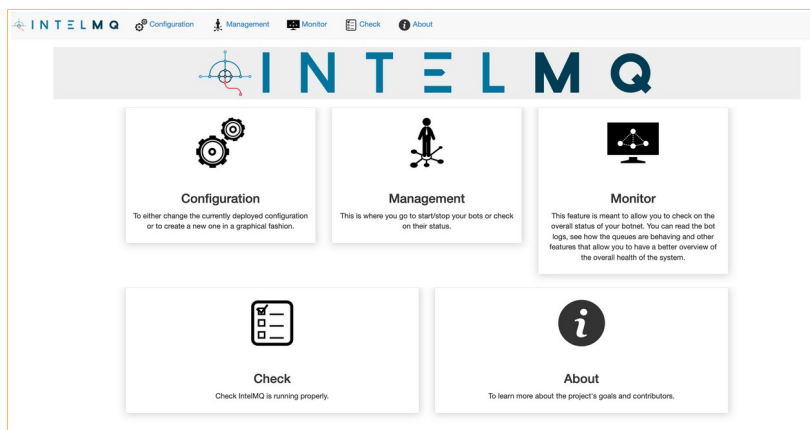 INTELMQ Configuration Management Monitor Check About
INTELMQ
Configuration
To either change the currently deployed configuration
or to create a new one in a graphical fashion.
Management
This is where you go to start/stop your bots or check
on their status.
Monitor
This feature is meant to allow you to check on the
overall status of your botnet. You can read the bot
logs, see how the queues are behaving and other
features that allow you to have a better overview of
the overall health of the system.
Check
Check IntelMQ is running properly.
About
To learn more about the project's goals and contributors.